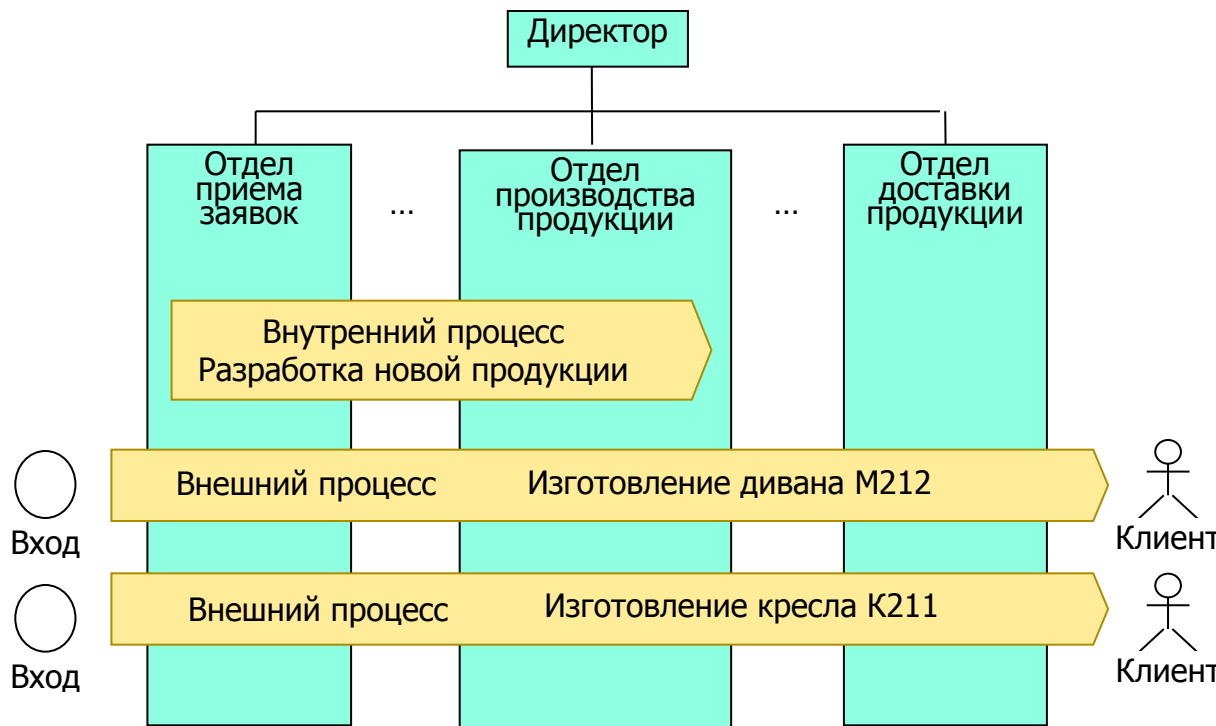 Директор
Отдел
приема
заявок
...
Отдел
производства
продукции
...
Отдел
доставки
продукции
Внутренний процесс
Разработка новой продукции
Внешний процесс
Изготовление дивана М212
Вход
Клиент
Внешний процесс
Изготовление кресла К211
Вход
Клиент